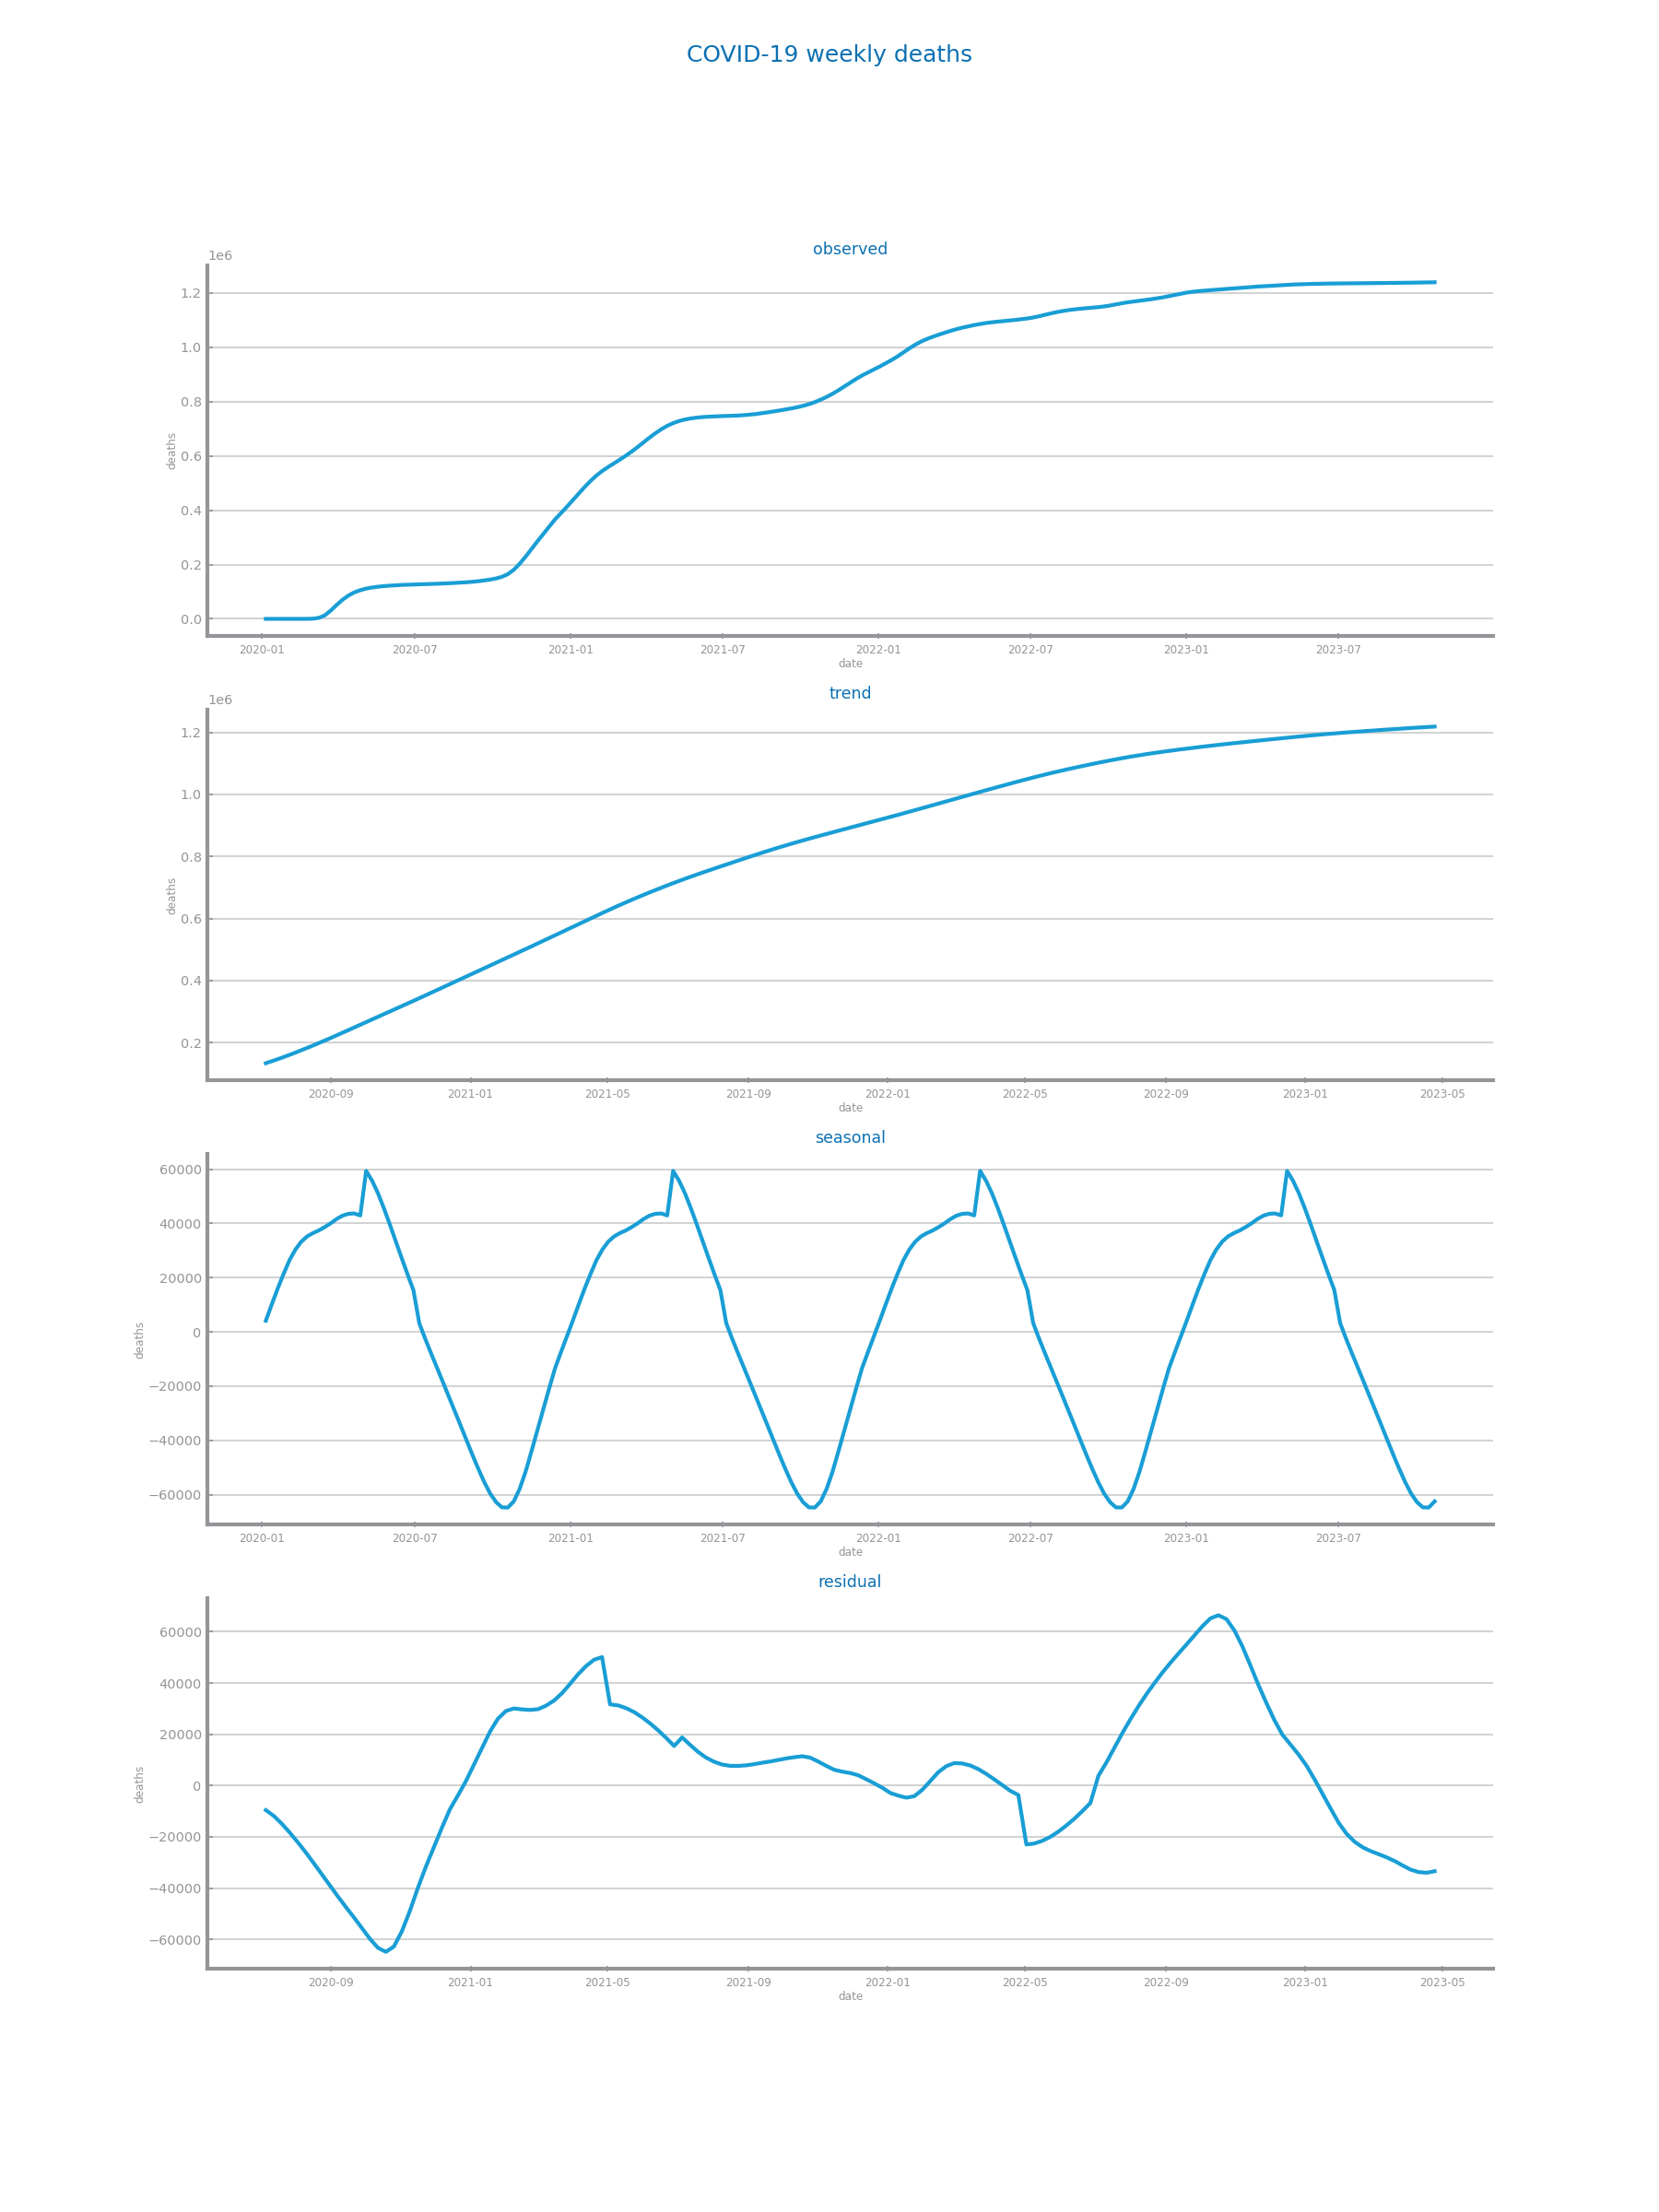 COVID-19 weekly deaths
observed
1e6
1.2
1.0
0.8
0.6
0.4
0.2
0.0
deaths
2020-01 2020-07 2021-01 2021-07 2022-01 2022-07 2023-01 2023-07
date
trend
1e6
1.2
1.0
0.8
0.6
0.4
0.2
deaths
2020-09 2021-01 2021-05 2021-09 2022-01 2022-05 2022-09 2023-01 2023-05
date
seasonal
60000
40000
20000
0
−20000
−40000
−60000
deaths
2020-01 2020-07 2021-01 2021-07 2022-01 2022-07 2023-01 2023-07
date
residual
60000
40000
20000
0
−20000
−40000
−60000
deaths
2020-09 2021-01 2021-05 2021-09 2022-01 2022-05 2022-09 2023-01 2023-05
date